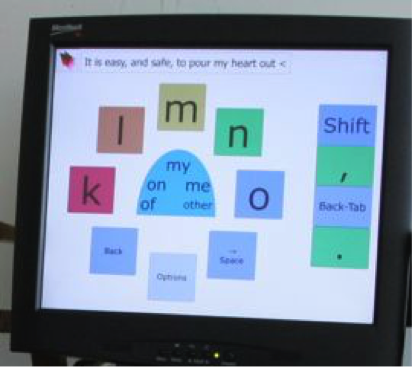 It is easy, and safe, to pour my heart out <
m
l
n
k
o
my
on me
of other
Shift
,
Back-Tab
.
Back
→
Space
Options